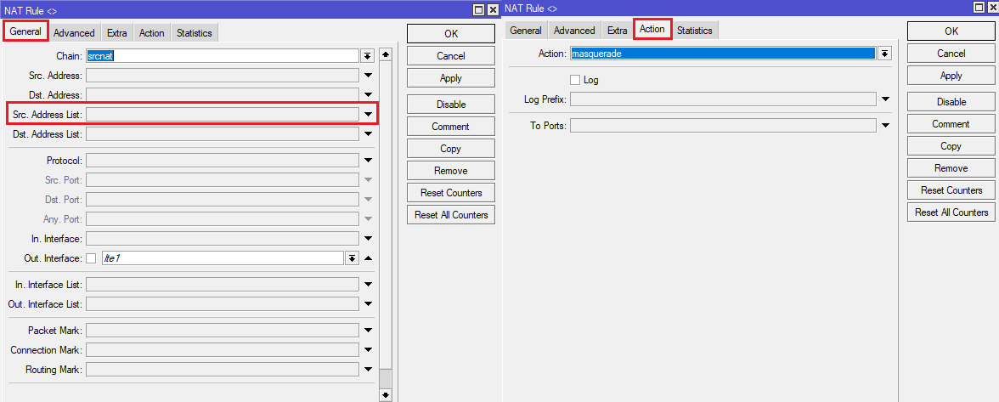 NAT Rule <>
General Advanced Extra Action Statistics
Chain: srcnat
Src. Address:
Dst. Address:
Src. Address List:
Dst. Address List:
Protocol:
Src. Port:
Dst. Port:
Any. Port:
In. Interface:
Out. Interface: lte1
In. Interface List:
Out. Interface List:
Packet Mark:
Connection Mark:
Routing Mark:
OK
Cancel
Apply
Disable
Comment
Copy
Remove
Reset Counters
Reset All Counters
NAT Rule <>
General Advanced Extra Action Statistics
Action: masquerade
Log
Log Prefix:
To Ports:
OK
Cancel
Apply
Disable
Comment
Copy
Remove
Reset Counters
Reset All Counters